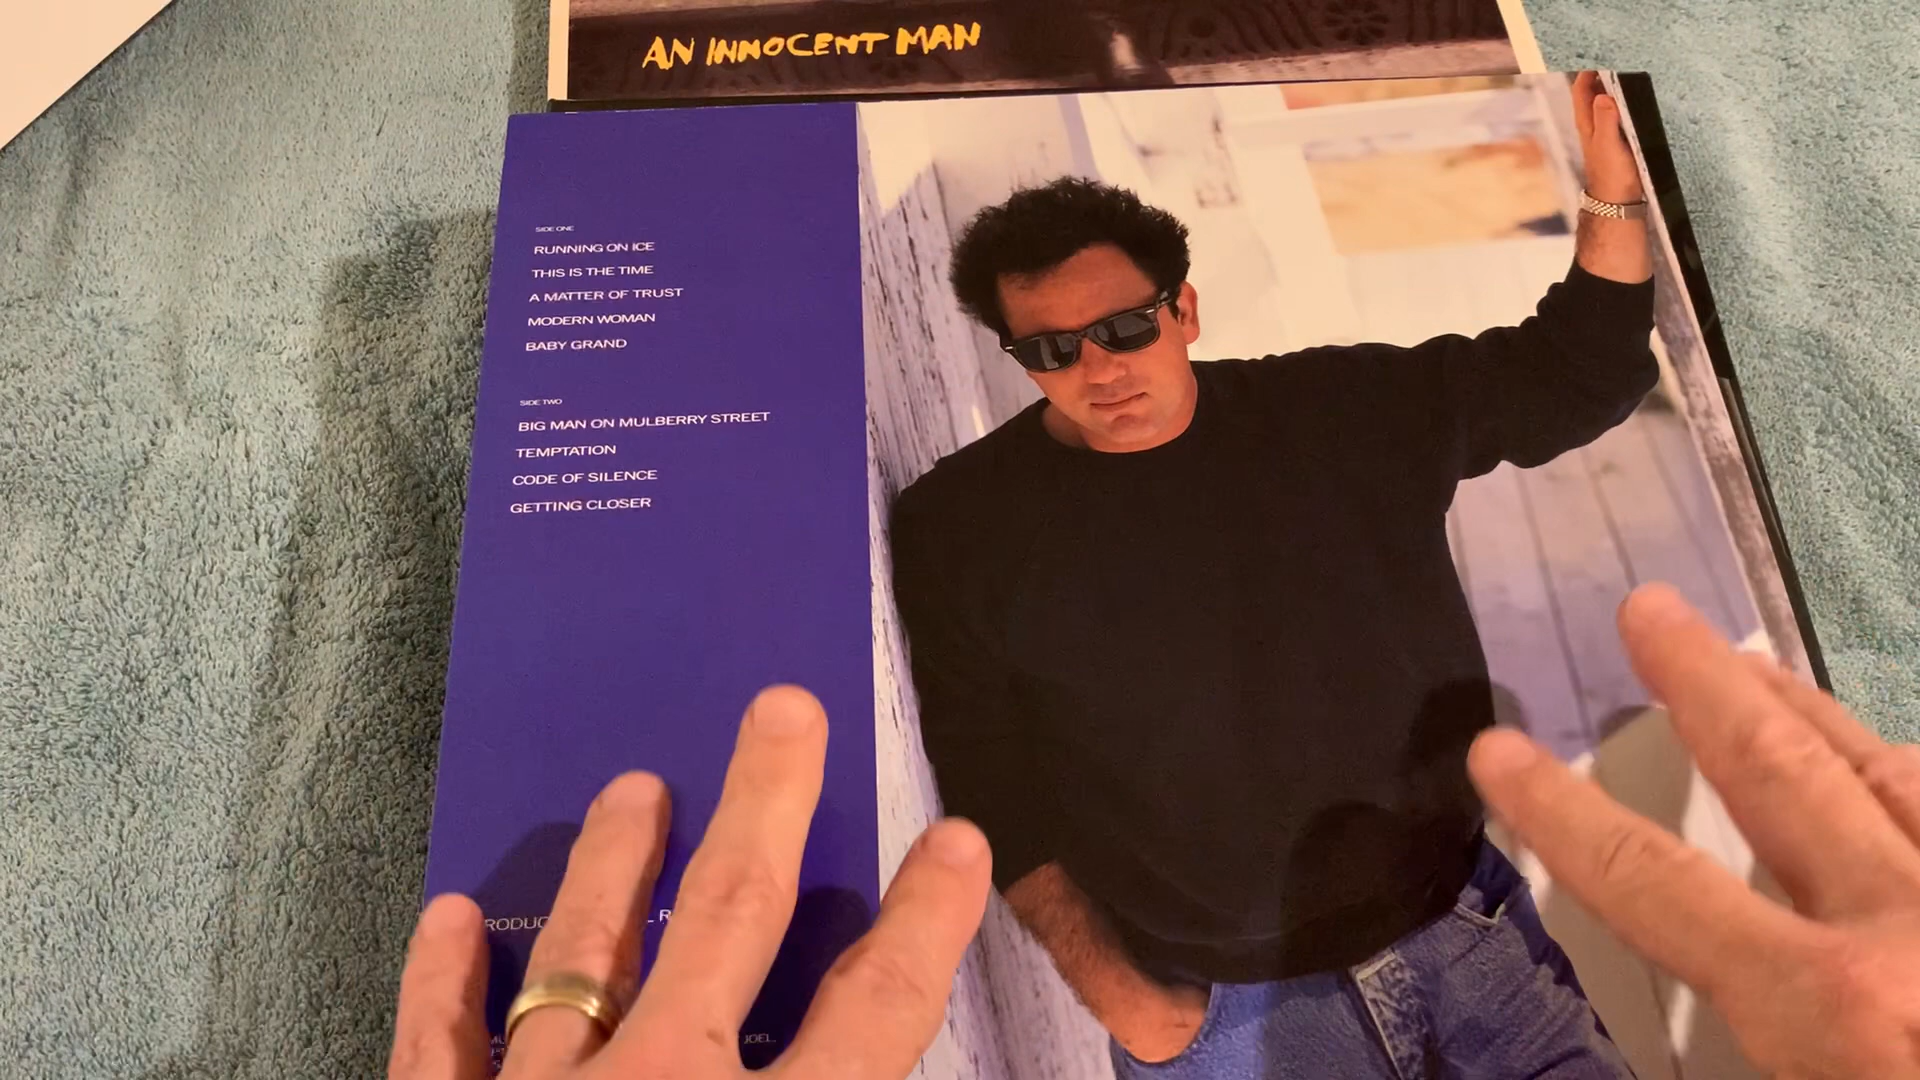 AN INNOCENT MAN
SIDE ONE
RUNNING ON ICE
THIS IS THE TIME
A MATTER OF TRUST
MODERN WOMAN
BABY GRAND
SIDE TWO
BIG MAN ON MULBERRY STREET
TEMPTATION
CODE OF SILENCE
GETTING CLOSER
JOEL.